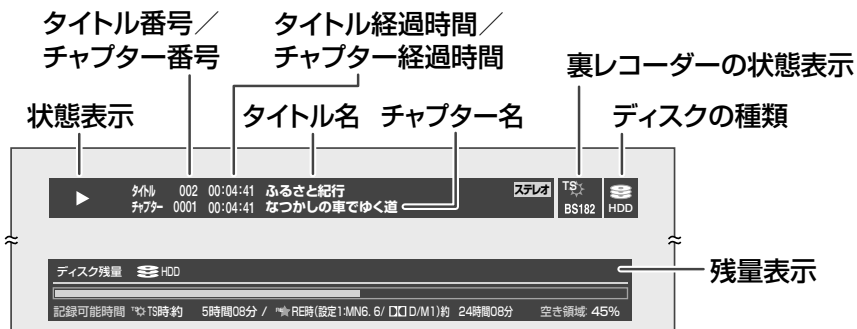 タイトル番号／
チャプター番号
タイトル経過時間／
チャプター経過時間
裏レコーダーの状態表示
状態表示
タイトル名
チャプター名
ディスクの種類
タイトル 002 00:04:41 ふるさと紀行
チャプター 0001 00:04:41 なつかしの車でゆく道
ステレオ
TS
BS182
HDD
ディスク残量 HDD
残量表示
記録可能時間 TS時:約 5時間08分 / RE時(設定1:MN6. 6/ D/M1)約 24時間08分 空き領域: 45%